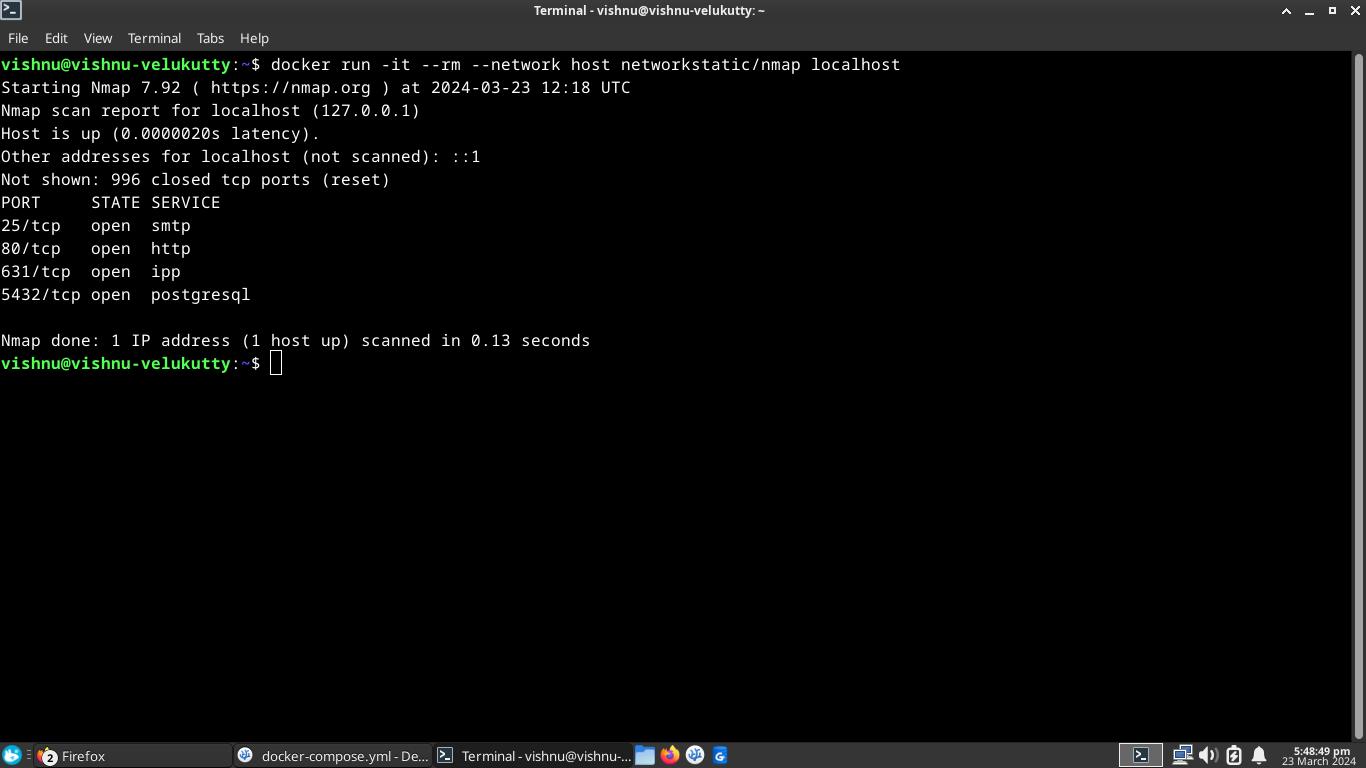 Terminal - vishnu@vishnu-velukutty: ~
File Edit View Terminal Tabs Help
vishnu@vishnu-velukutty:~$ docker run -it --rm --network host networkstatic/nmap localhost
Starting Nmap 7.92 ( https://nmap.org ) at 2024-03-23 12:18 UTC
Nmap scan report for localhost (127.0.0.1)
Host is up (0.0000020s latency).
Other addresses for localhost (not scanned): ::1
Not shown: 996 closed tcp ports (reset)
PORT     STATE SERVICE
25/tcp   open  smtp
80/tcp   open  http
631/tcp  open  ipp
5432/tcp open  postgresql
Nmap done: 1 IP address (1 host up) scanned in 0.13 seconds
vishnu@vishnu-velukutty:~$
2 Firefox docker-compose.yml - De... Terminal - vishnu@vishnu-... 5:48:49 pm
23 March 2024